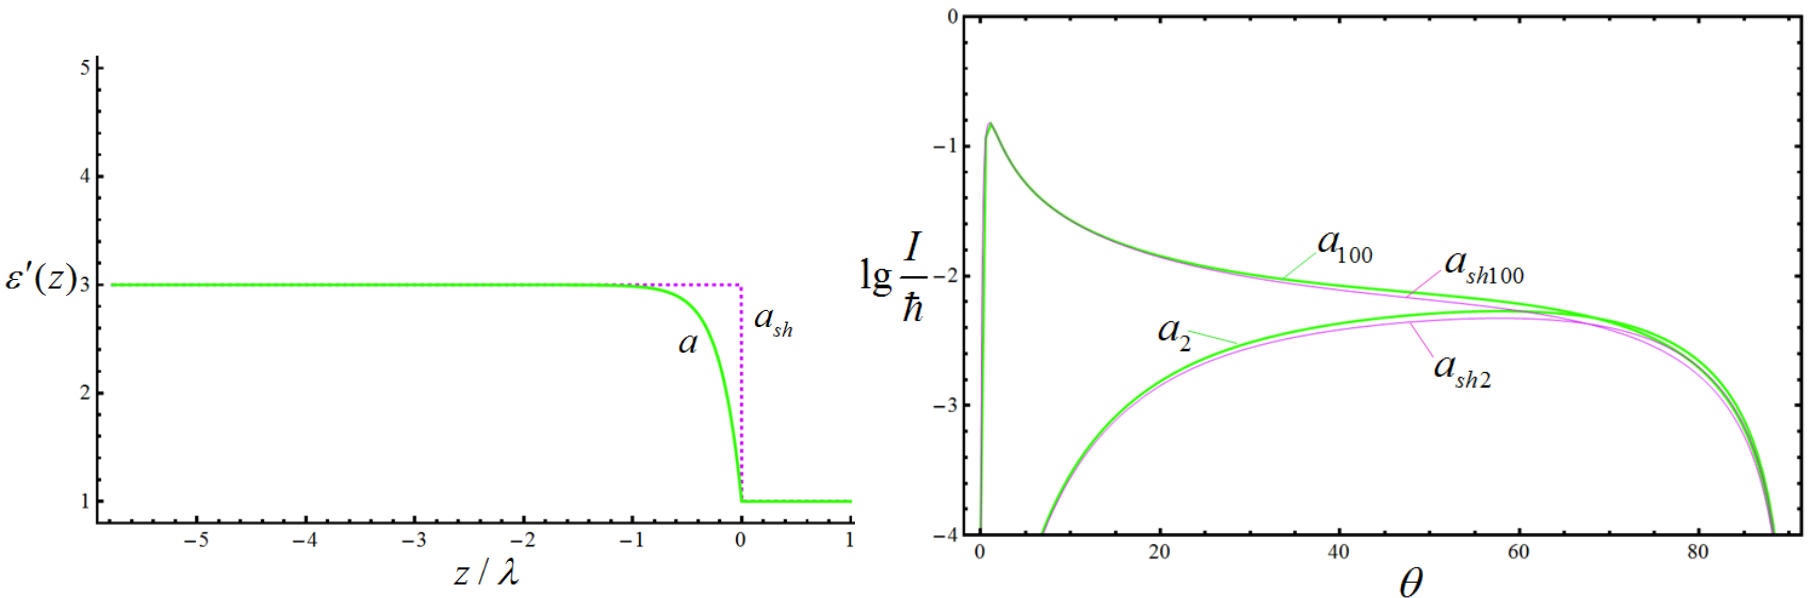 5
4
ε′(z) 3
2
1
a
a_sh
−5 −4 −3 −2 −1 0 1
z / λ
0
−1
−2
−3
−4
lg I/ħ
a_100
a_sh100
a_2
a_sh2
0 20 40 60 80
θ